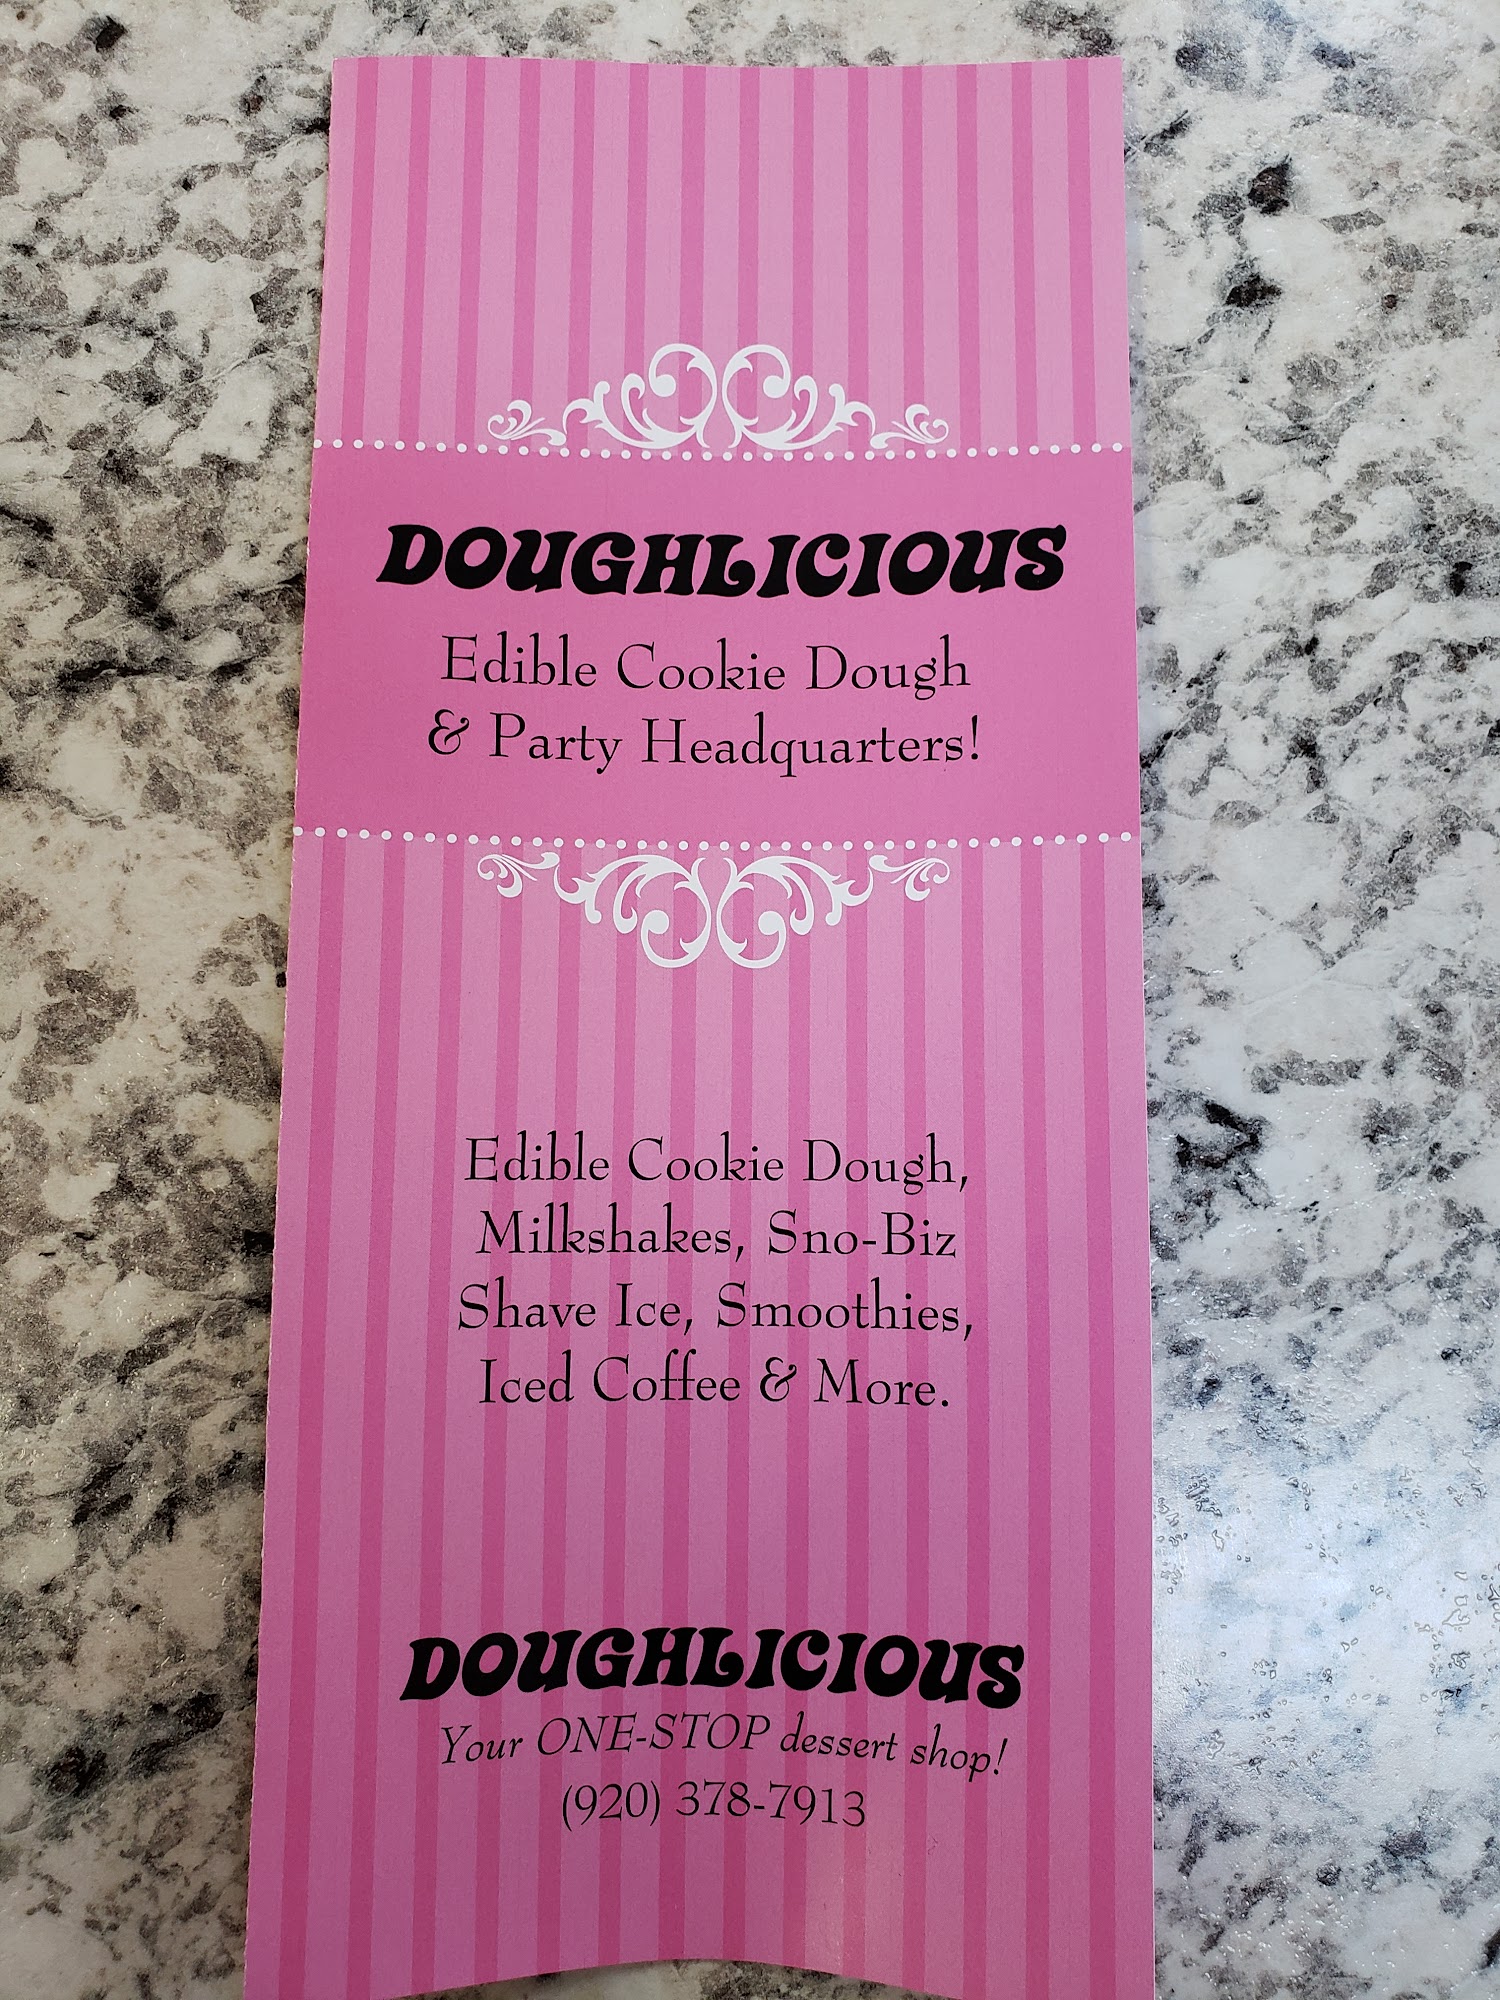 DOUGHLICIOUS
Edible Cookie Dough
& Party Headquarters!
Edible Cookie Dough,
Milkshakes, Sno-Biz
Shave Ice, Smoothies,
Iced Coffee & More.
DOUGHLICIOUS
Your ONE-STOP dessert shop!
(920) 378-7913